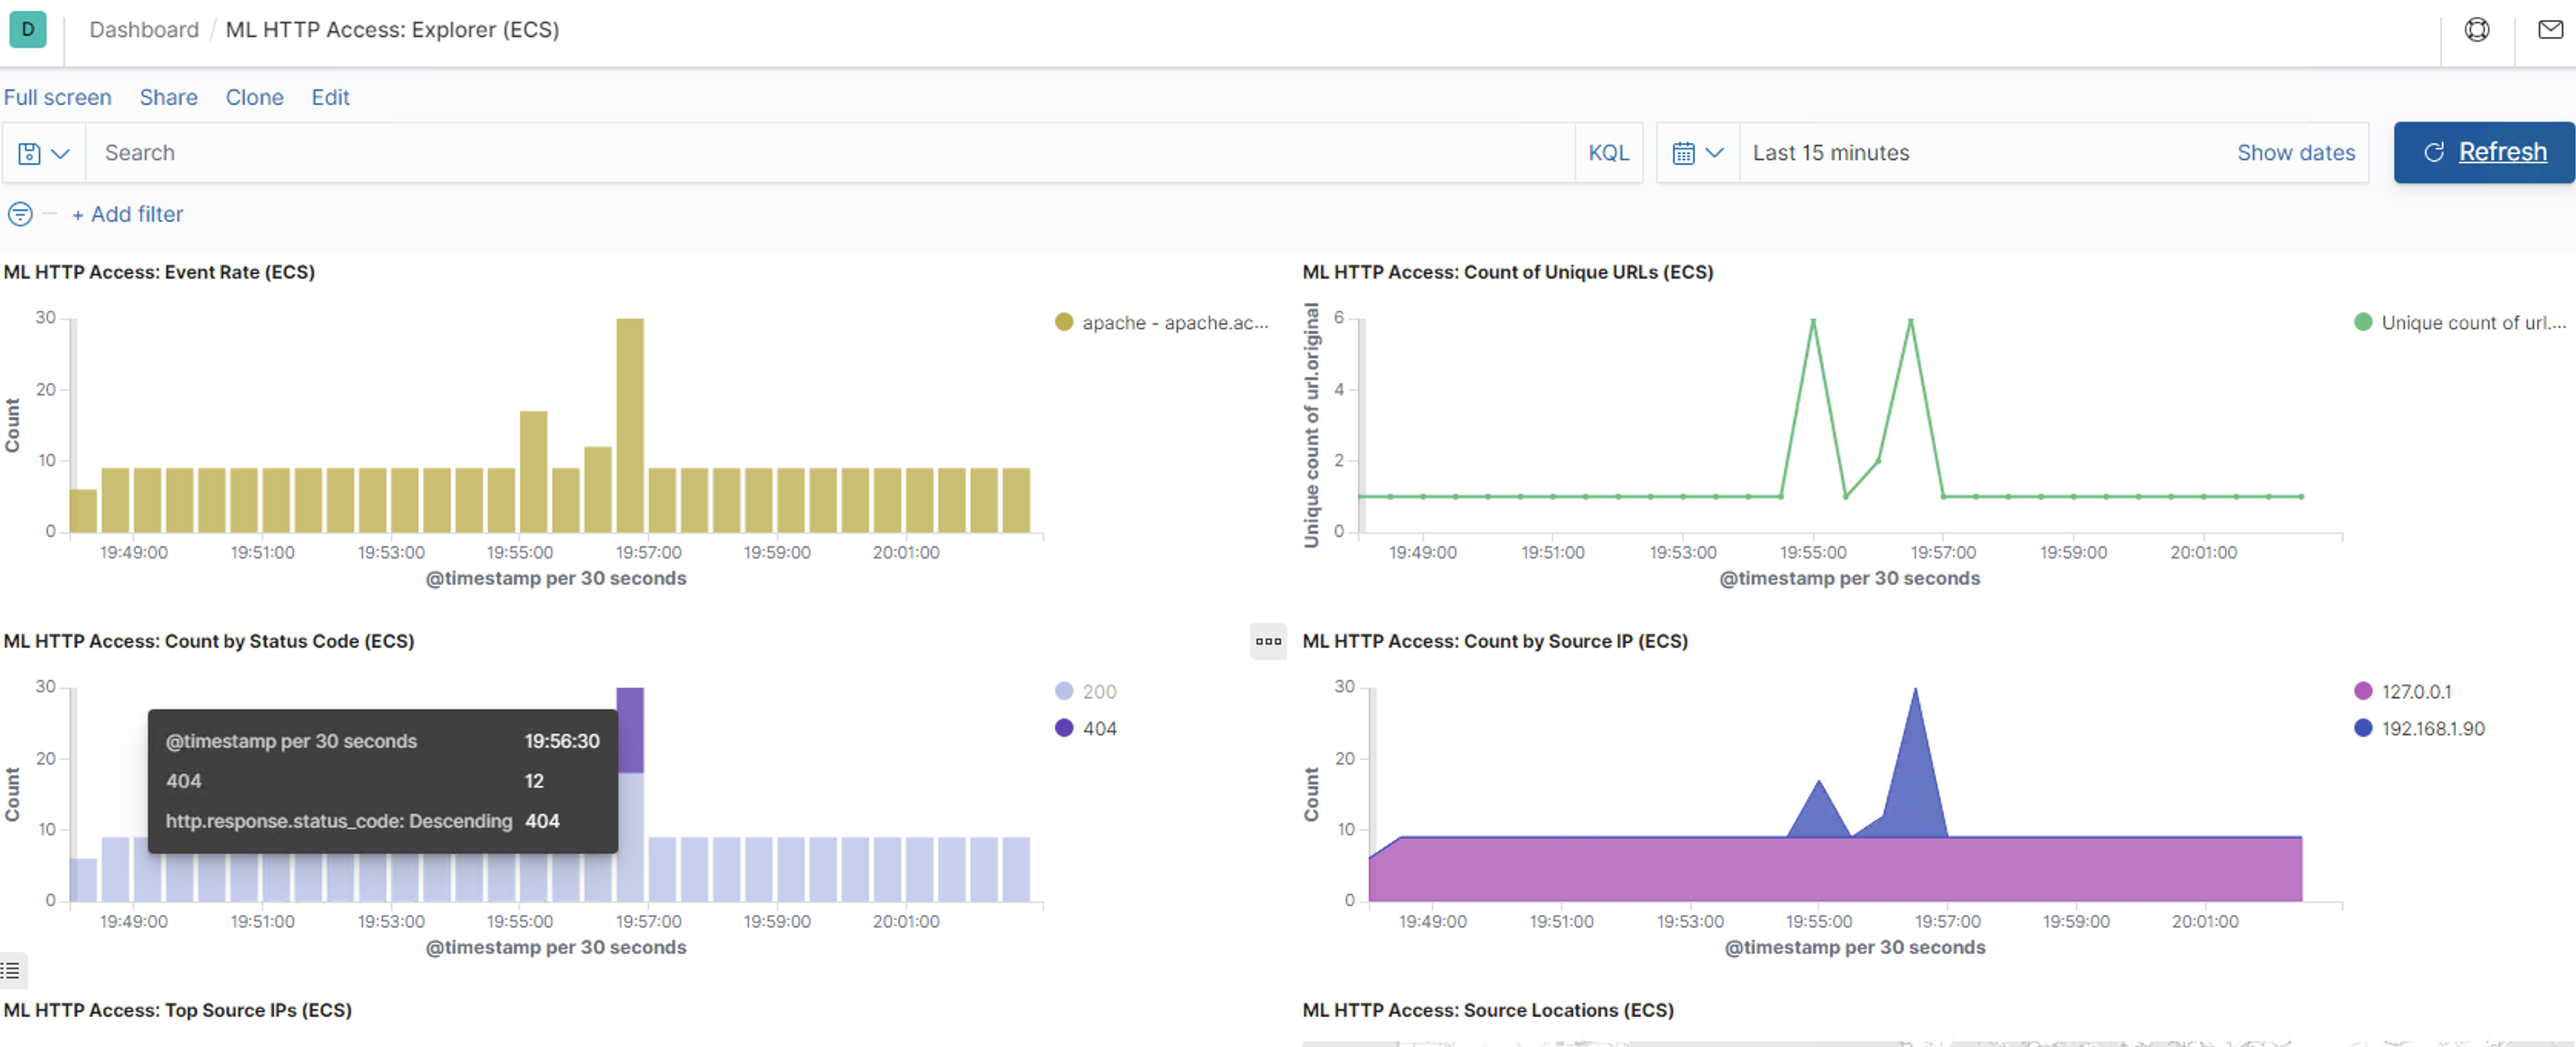 D Dashboard / ML HTTP Access: Explorer (ECS)
Full screen Share Clone Edit
Search KQL Last 15 minutes Show dates Refresh
+ Add filter
ML HTTP Access: Event Rate (ECS)
Count
30
20
10
0
19:49:00 19:51:00 19:53:00 19:55:00 19:57:00 19:59:00 20:01:00
@timestamp per 30 seconds
apache - apache.ac...
ML HTTP Access: Count of Unique URLs (ECS)
Unique count of url.original
6
4
2
0
19:49:00 19:51:00 19:53:00 19:55:00 19:57:00 19:59:00 20:01:00
@timestamp per 30 seconds
Unique count of url....
ML HTTP Access: Count by Status Code (ECS)
Count
30
20
10
0
@timestamp per 30 seconds 19:56:30
404 12
http.response.status_code: Descending 404
19:49:00 19:51:00 19:53:00 19:55:00 19:57:00 19:59:00 20:01:00
@timestamp per 30 seconds
200
404
ML HTTP Access: Count by Source IP (ECS)
Count
30
20
10
0
19:49:00 19:51:00 19:53:00 19:55:00 19:57:00 19:59:00 20:01:00
@timestamp per 30 seconds
127.0.0.1
192.168.1.90
ML HTTP Access: Top Source IPs (ECS)
ML HTTP Access: Source Locations (ECS)